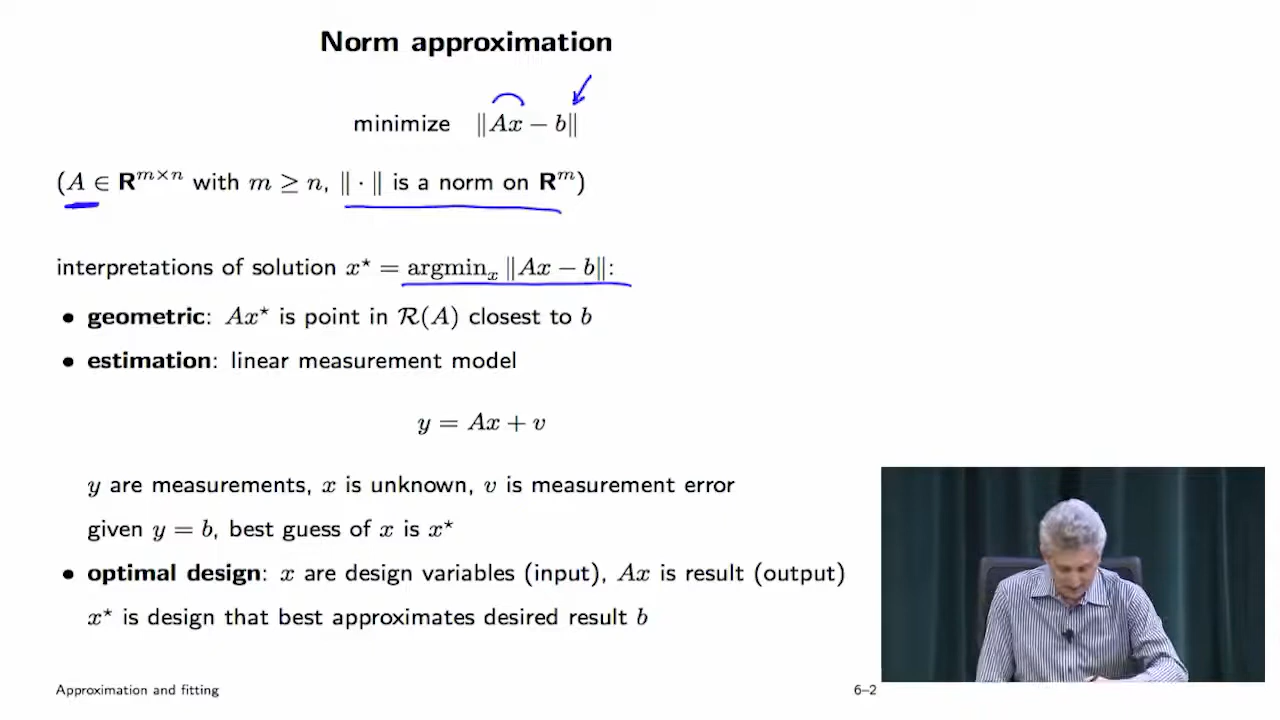 Norm approximation
minimize ‖Ax − b‖
(A ∈ R^{m×n} with m ≥ n, ‖ · ‖ is a norm on R^m)
interpretations of solution x⋆ = argmin_x ‖Ax − b‖:
• geometric: Ax⋆ is point in ℛ(A) closest to b
• estimation: linear measurement model
y = Ax + v
y are measurements, x is unknown, v is measurement error
given y = b, best guess of x is x⋆
• optimal design: x are design variables (input), Ax is result (output)
x⋆ is design that best approximates desired result b
Approximation and fitting 6–2